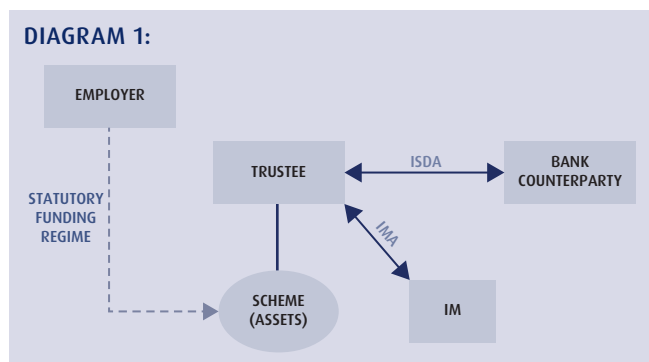 DIAGRAM 1:
EMPLOYER
TRUSTEE
ISDA
BANK
COUNTERPARTY
STATUTORY
FUNDING
REGIME
IMA
SCHEME
(ASSETS)
IM